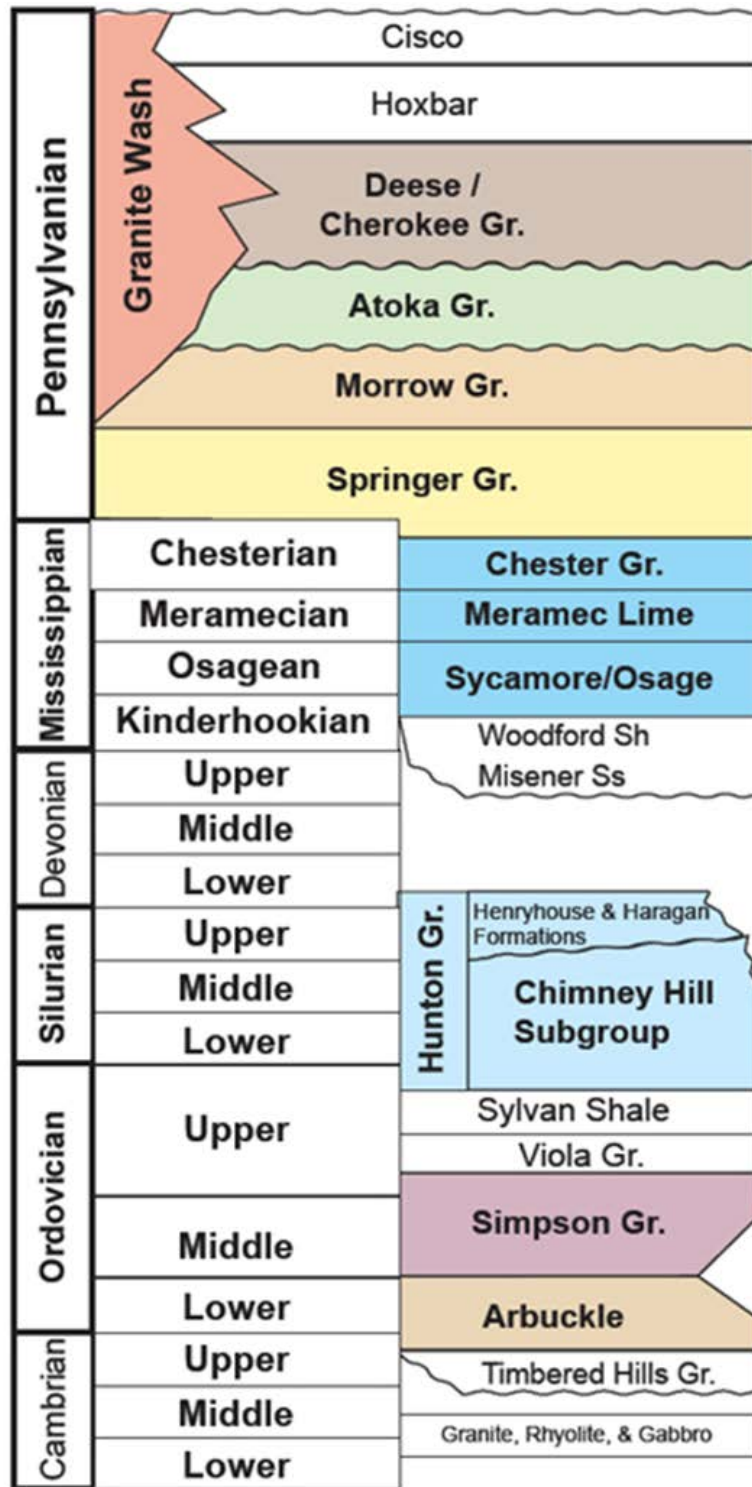 Pennsylvanian
Granite Wash
Cisco
Hoxbar
Deese /
Cherokee Gr.
Atoka Gr.
Morrow Gr.
Springer Gr.
Mississippian
Chesterian
Chester Gr.
Meramecian
Meramec Lime
Osagean
Sycamore/Osage
Kinderhookian
Woodford Sh
Misener Ss
Devonian
Upper
Middle
Lower
Silurian
Upper
Middle
Lower
Hunton Gr.
Henryhouse & Haragan
Formations
Chimney Hill
Subgroup
Ordovician
Upper
Sylvan Shale
Viola Gr.
Middle
Simpson Gr.
Lower
Arbuckle
Cambrian
Upper
Timbered Hills Gr.
Middle
Granite, Rhyolite, & Gabbro
Lower